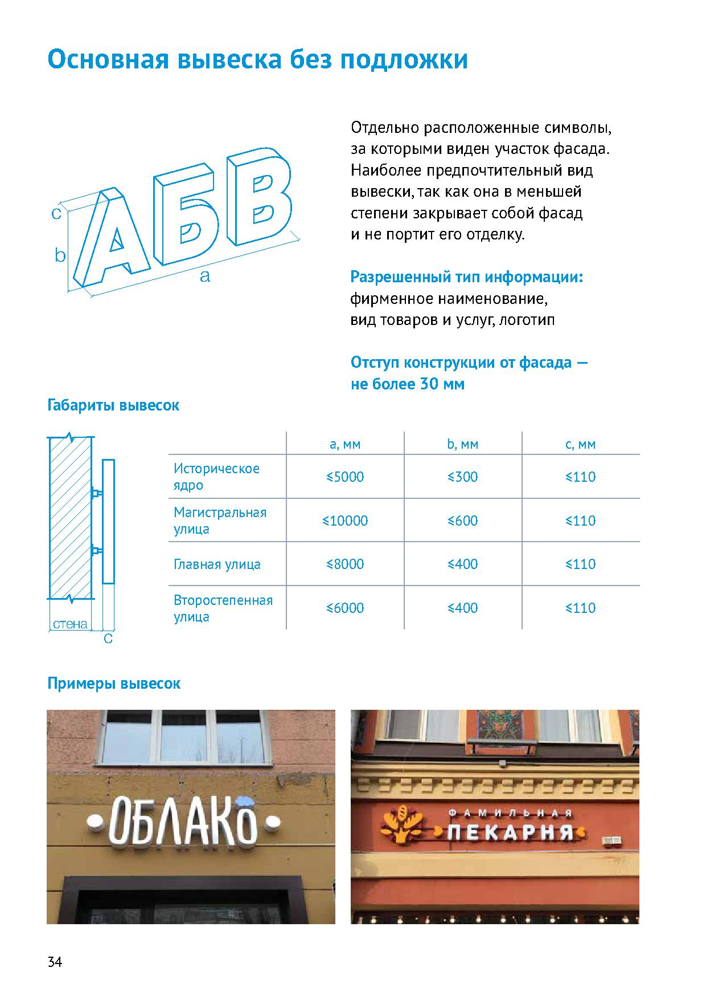 Основная вывеска без подложки
Отдельно расположенные символы,
за которыми виден участок фасада.
Наиболее предпочтительный вид
вывески, так как она в меньшей
степени закрывает собой фасад
и не портит его отделку.
c
b
a
Разрешенный тип информации:
фирменное наименование,
вид товаров и услуг, логотип
Отступ конструкции от фасада —
не более 30 мм
АБВ
Габариты вывесок
a, мм b, мм c, мм
Историческое
ядро
≤5000 ≤300 ≤110
Магистральная
улица
≤10000 ≤600 ≤110
Главная улица ≤8000 ≤400 ≤110
Второстепенная
улица
≤6000 ≤400 ≤110
стена
c
Примеры вывесок
•ОБЛАКО•
ФАМИЛЬНАЯ
ПЕКАРНЯ
34